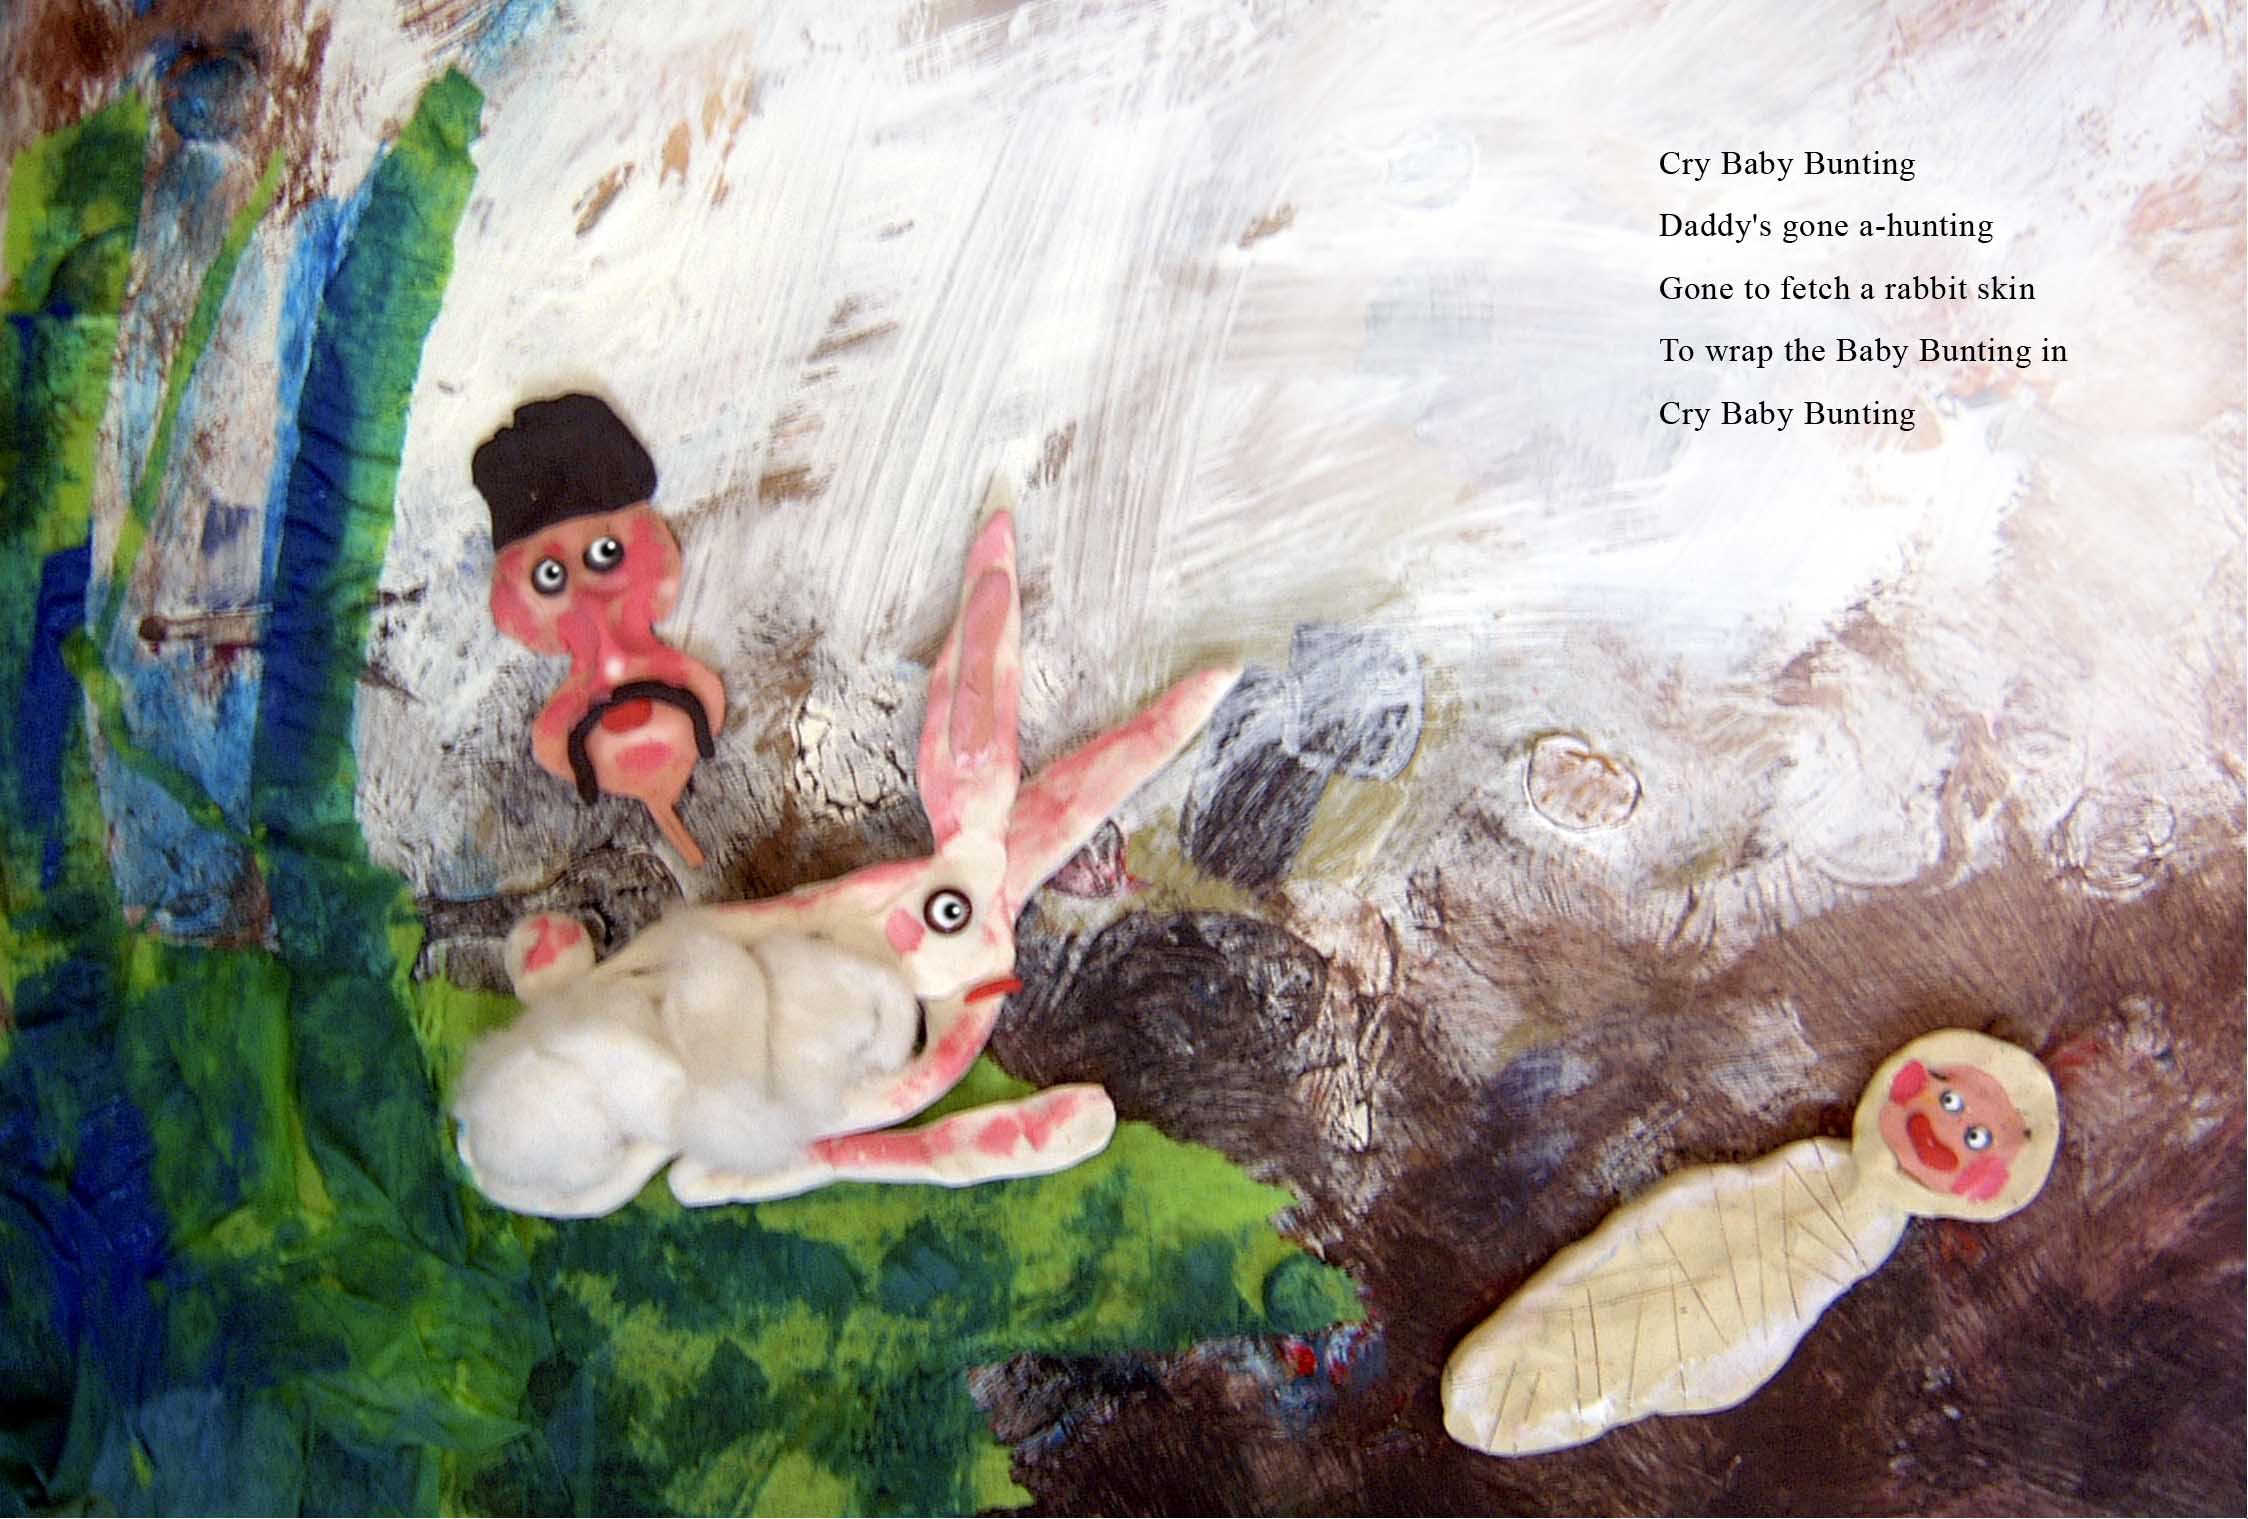 Cry Baby Bunting
Daddy's gone a-hunting
Gone to fetch a rabbit skin
To wrap the Baby Bunting in
Cry Baby Bunting